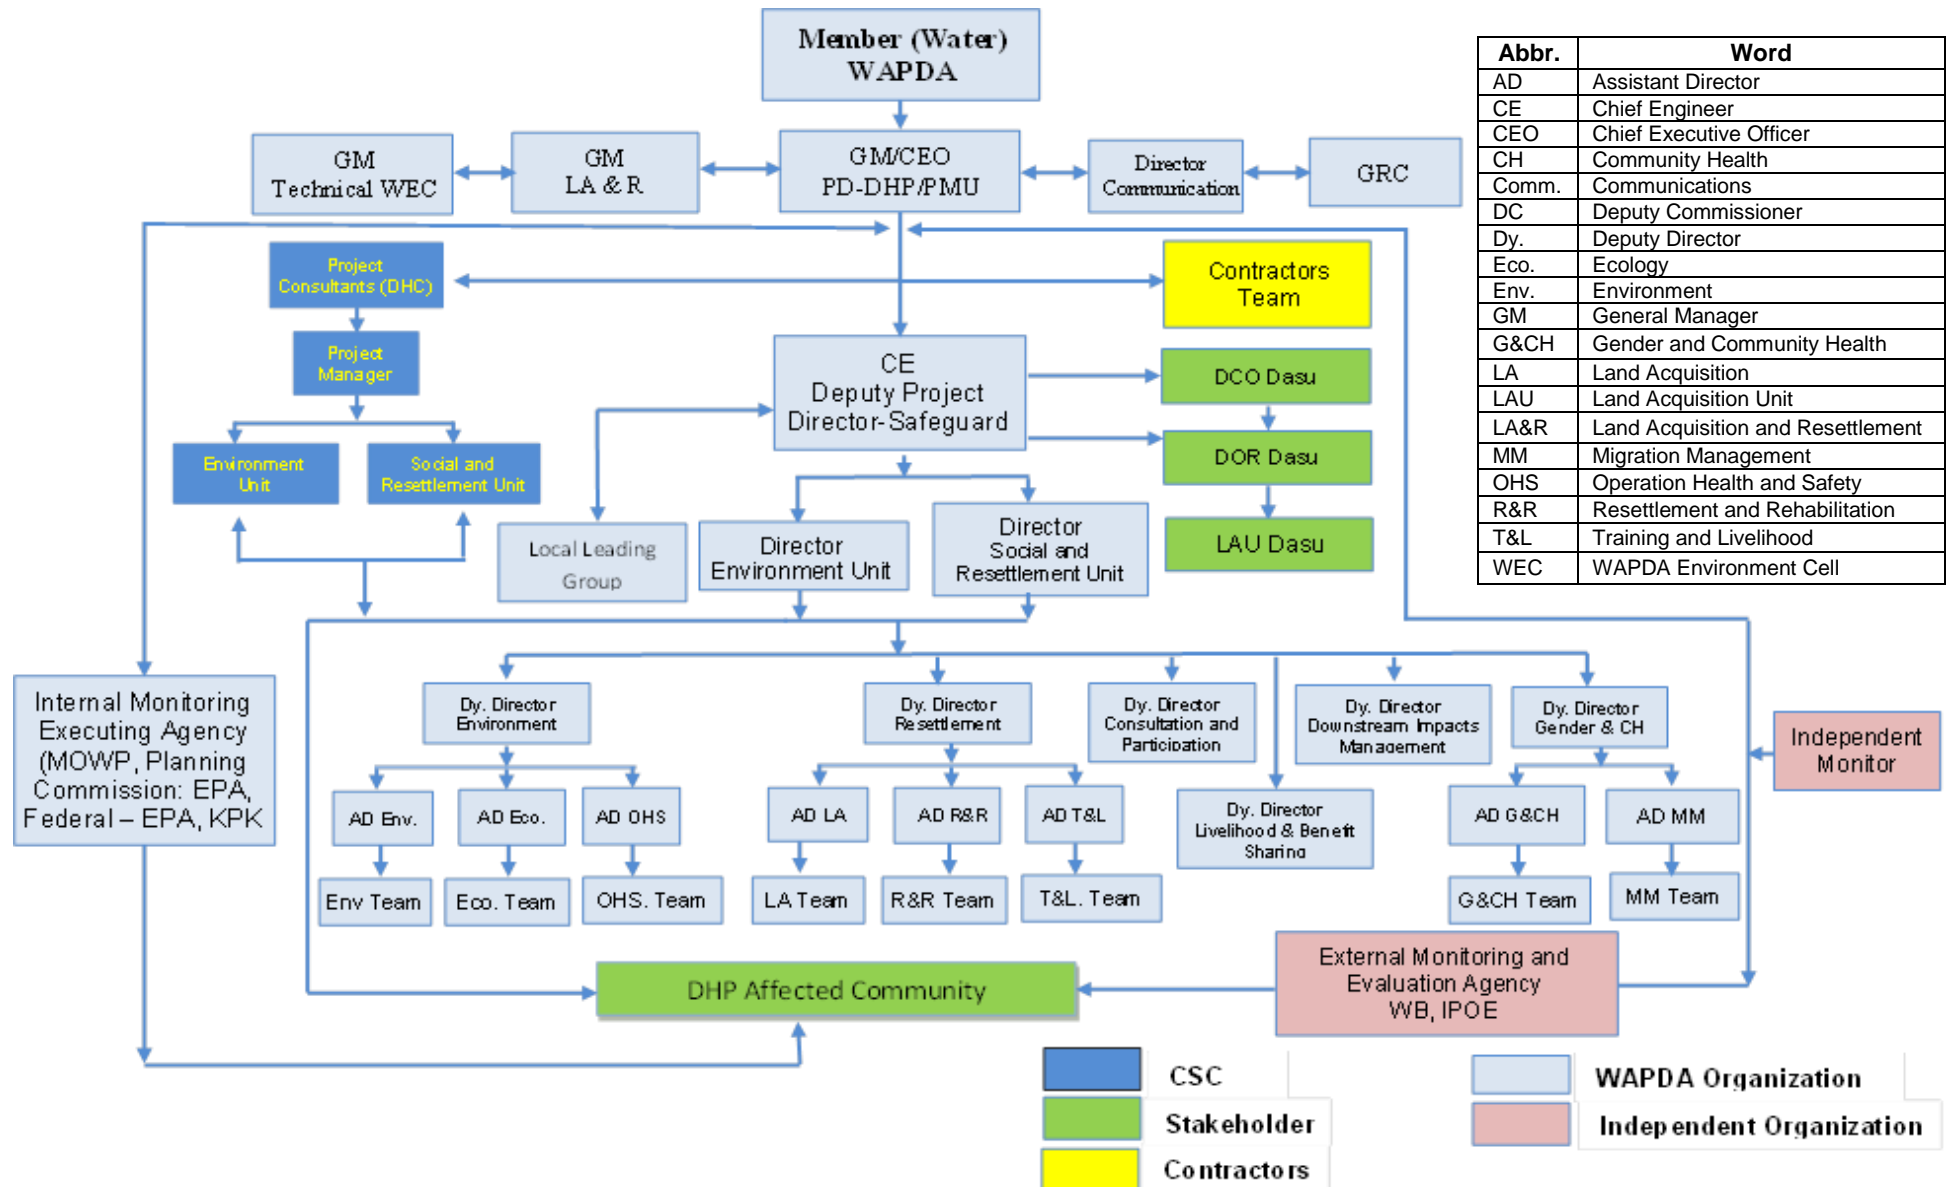 Member (Water)
WAPDA
GM
Technical WEC
GM
LA & R
GM/CEO
PD-DHP/PMU
Director
Communication
GRC
Project
Consultants (DHC)
Contractors
Team
Project
Manager
CE
Deputy Project
Director-Safeguard
DCO Dasu
DOR Dasu
LAU Dasu
Environment
Unit
Social and
Resettlement Unit
Local Leading
Group
Director
Environment Unit
Director
Social and
Resettlement Unit
Internal Monitoring
Executing Agency
(MOWP, Planning
Commission: EPA,
Federal – EPA, KPK
Dy. Director
Environment
Dy. Director
Resettlement
Dy. Director
Consultation and
Participation
Dy. Director
Downstream Impacts
Management
Dy. Director
Gender & CH
Independent
Monitor
AD Env.
AD Eco.
AD OHS
AD LA
AD R&R
AD T&L
Dy. Director
Livelihood & Benefit
Sharing
AD G&CH
AD MM
Env Team
Eco. Team
OHS. Team
LA Team
R&R Team
T&L. Team
G&CH Team
MM Team
DHP Affected Community
External Monitoring and
Evaluation Agency
WB, IPOE
CSC
Stakeholder
Contractors
WAPDA Organization
Independent Organization
Abbr. Word
AD Assistant Director
CE Chief Engineer
CEO Chief Executive Officer
CH Community Health
Comm. Communications
DC Deputy Commissioner
Dy. Deputy Director
Eco. Ecology
Env. Environment
GM General Manager
G&CH Gender and Community Health
LA Land Acquisition
LAU Land Acquisition Unit
LA&R Land Acquisition and Resettlement
MM Migration Management
OHS Operation Health and Safety
R&R Resettlement and Rehabilitation
T&L Training and Livelihood
WEC WAPDA Environment Cell